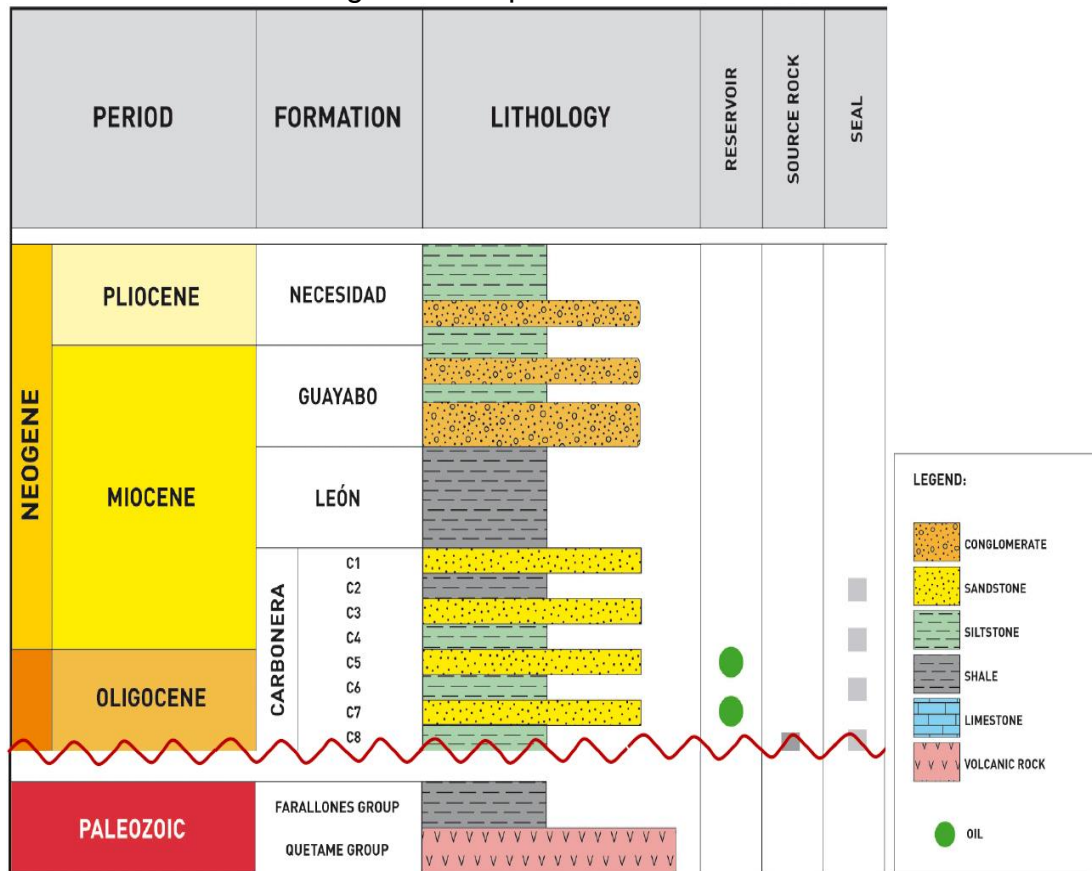 PERIOD
FORMATION
LITHOLOGY
RESERVOIR
SOURCE ROCK
SEAL
NEOGENE
PLIOCENE
NECESIDAD
MIOCENE
GUAYABO
LEÓN
CARBONERA
C1
C2
C3
C4
OLIGOCENE
C5
C6
C7
C8
PALEOZOIC
FARALLONES GROUP
QUETAME GROUP
LEGEND:
CONGLOMERATE
SANDSTONE
SILTSTONE
SHALE
LIMESTONE
VOLCANIC ROCK
OIL